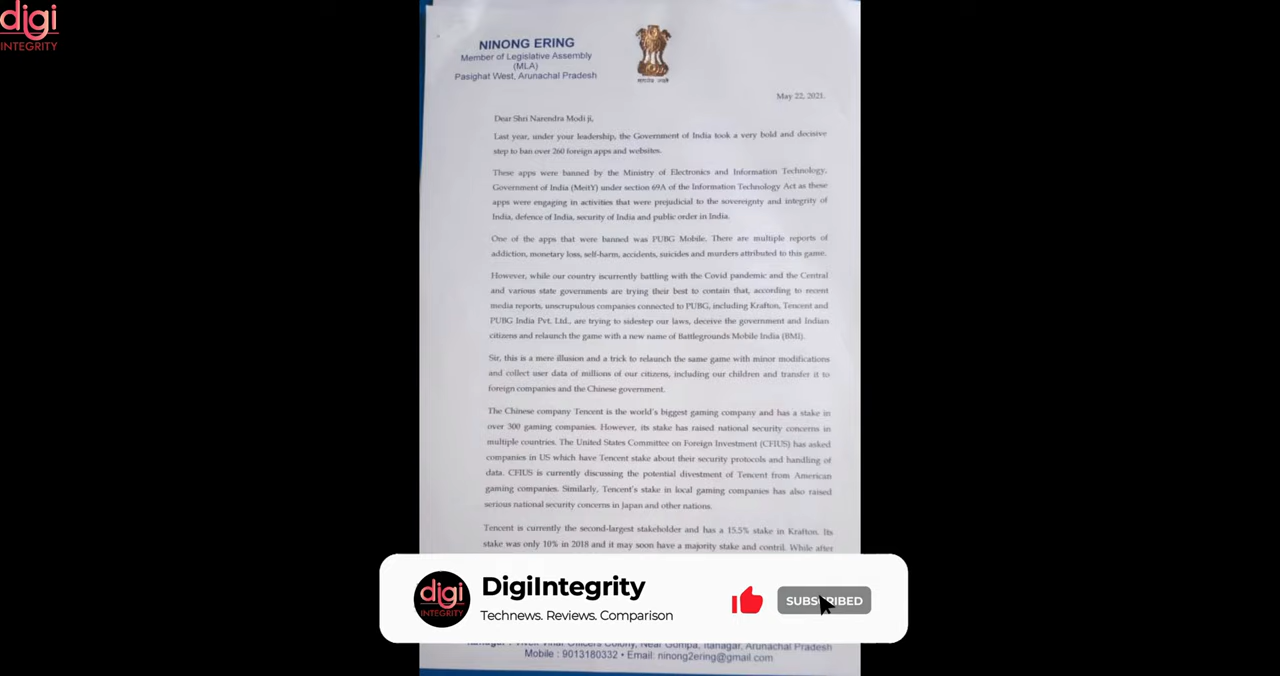 digi
INTEGRITY
NINONG ERING
Member of Legislative Assembly
(MLA)
Pasighat West, Arunachal Pradesh
सत्यमेव जयते
May 22, 2021.
Dear Shri Narendra Modi ji,
Last year, under your leadership, the Government of India took a very bold and decisive
step to ban over 260 foreign apps and websites.
These apps were banned by the Ministry of Electronics and Information Technology,
Government of India (MeitY) under section 69A of the Information Technology Act as these
apps were engaging in activities that were prejudicial to the sovereignty and integrity of
India, defence of India, security of India and public order in India.
One of the apps that were banned was PUBG Mobile. There are multiple reports of
addiction, monetary loss, self-harm, accidents, suicides and murders attributed to this game.
However, while our country iscurrently battling with the Covid pandemic and the Central
and various state governments are trying their best to contain that, according to recent
media reports, unscrupulous companies connected to PUBG, including Krafton, Tencent and
PUBG India Pvt. Ltd., are trying to sidestep our laws, deceive the government and Indian
citizens and relaunch the game with a new name of Battlegrounds Mobile India (BMI).
Sir, this is a mere illusion and a trick to relaunch the same game with minor modifications
and collect user data of millions of our citizens, including our children and transfer it to
foreign companies and the Chinese government.
The Chinese company Tencent is the world's biggest gaming company and has a stake in
over 300 gaming companies. However, its stake has raised national security concerns in
multiple countries. The United States Committee on Foreign Investment (CFIUS) has asked
companies in US which have Tencent stake about their security protocols and handling of
data. CFIUS is currently discussing the potential divestment of Tencent from American
gaming companies. Similarly, Tencent's stake in local gaming companies has also raised
serious national security concerns in Japan and other nations.
Tencent is currently the second-largest stakeholder and has a 15.5% stake in Krafton. Its
stake was only 10% in 2018 and it may soon have a majority stake and contril. While after
digi
INTEGRITY
DigiIntegrity
Technews. Reviews. Comparison
SUBSCRIBED
Itanagar : Vivek Vihar Officers Colony, Near Gompa, Itanagar, Arunachal Pradesh
Mobile : 9013180332 • Email: ninong2ering@gmail.com